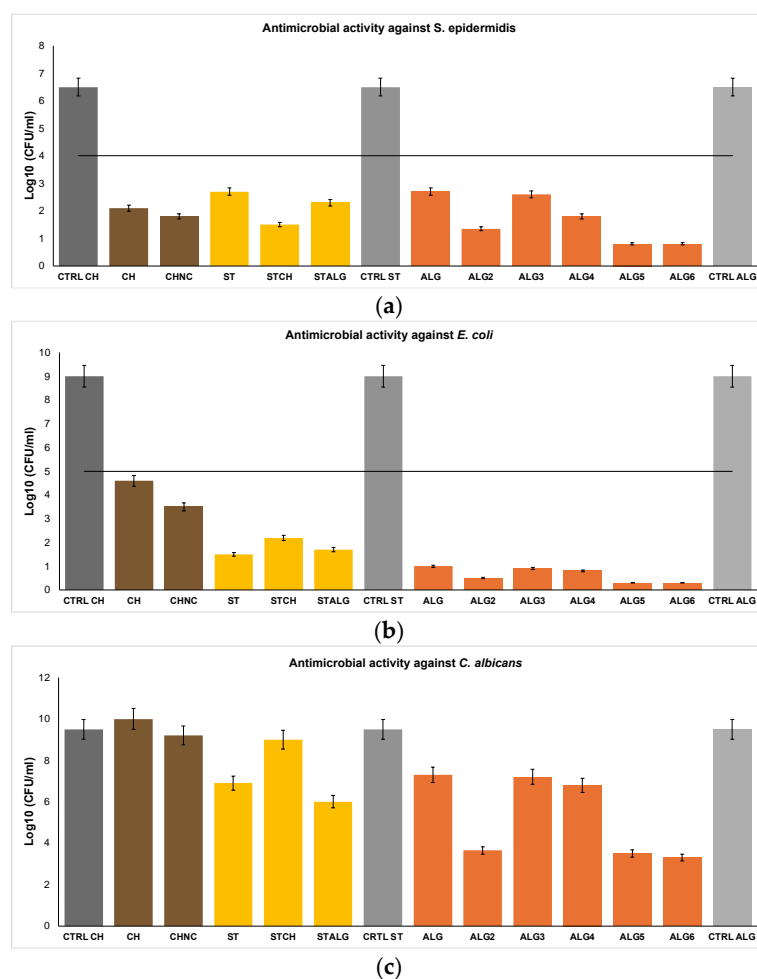 Antimicrobial activity against S. epidermidis
Log10 (CFU/ml)
8
7
6
5
4
3
2
1
0
CTRL CH CH CHNC ST STCH STALG CTRL ST ALG ALG2 ALG3 ALG4 ALG5 ALG6 CTRL ALG
(a)
Antimicrobial activity against E. coli
Log10 (CFU/ml)
10
9
8
7
6
5
4
3
2
1
0
CTRL CH CH CHNC ST STCH STALG CTRL ST ALG ALG2 ALG3 ALG4 ALG5 ALG6 CTRL ALG
(b)
Antimicrobial activity against C. albicans
Log10 (CFU/ml)
12
10
8
6
4
2
0
CTRL CH CH CHNC ST STCH STALG CRTL ST ALG ALG2 ALG3 ALG4 ALG5 ALG6 CTRL ALG
(c)